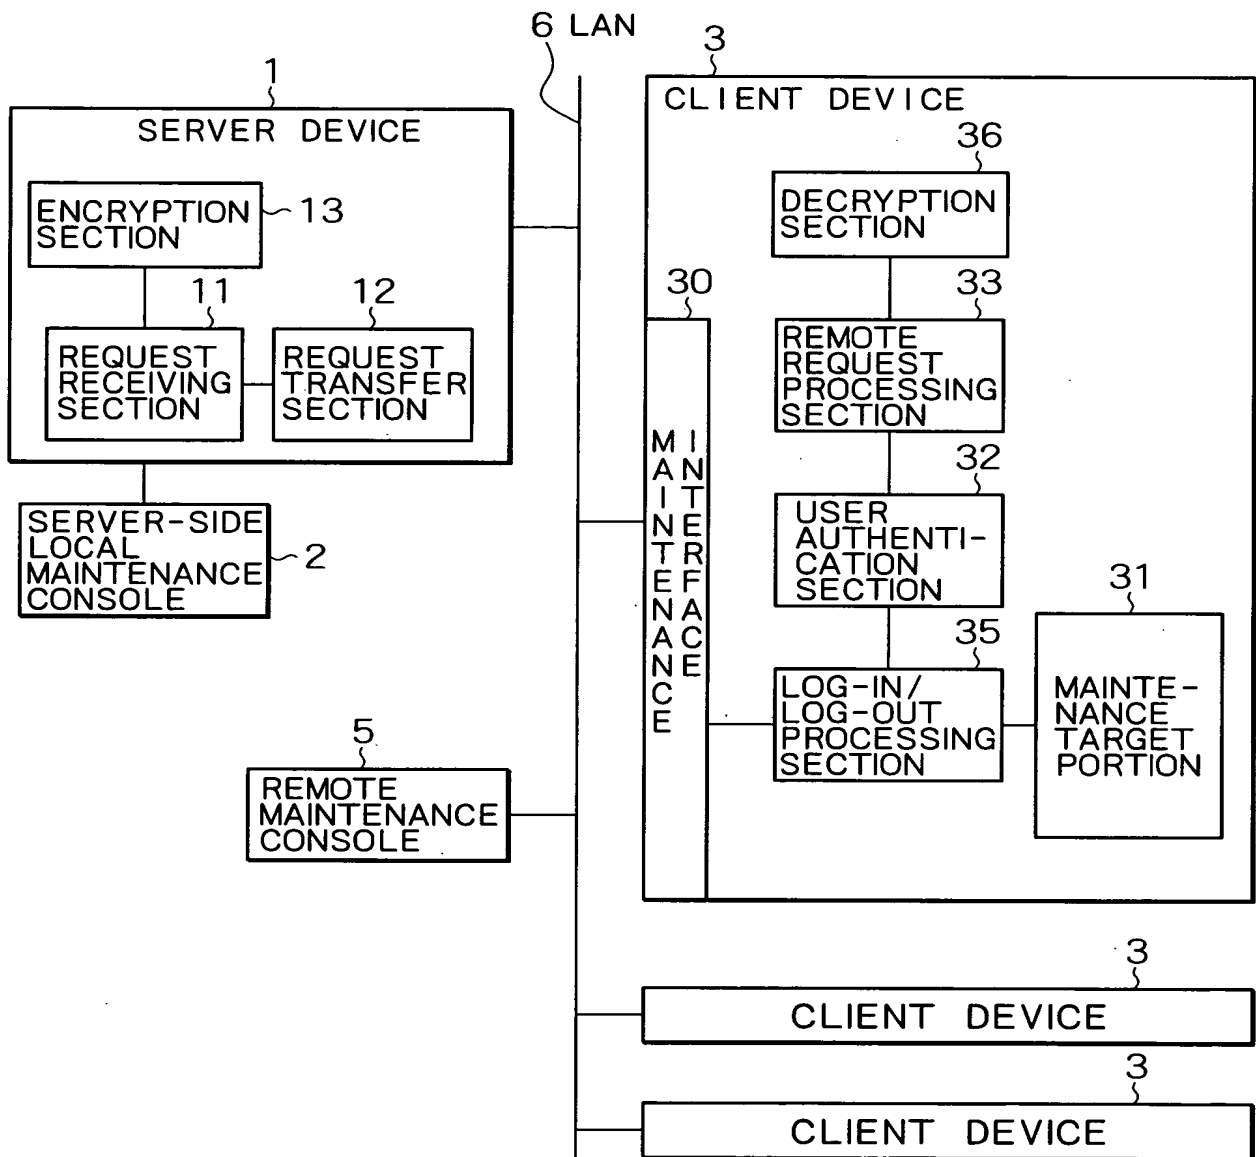 6 LAN
1
SERVER DEVICE
ENCRYPTION
SECTION
13
11
REQUEST
RECEIVING
SECTION
12
REQUEST
TRANSFER
SECTION
SERVER-SIDE
LOCAL
MAINTENANCE
CONSOLE
2
5
REMOTE
MAINTENANCE
CONSOLE
3
CLIENT DEVICE
36
DECRYPTION
SECTION
30
MAINTENANCE
INTERFACE
33
REMOTE
REQUEST
PROCESSING
SECTION
32
USER
AUTHENTI-
CATION
SECTION
35
LOG-IN/
LOG-OUT
PROCESSING
SECTION
31
MAINTE-
NANCE
TARGET
PORTION
3
CLIENT DEVICE
3
CLIENT DEVICE